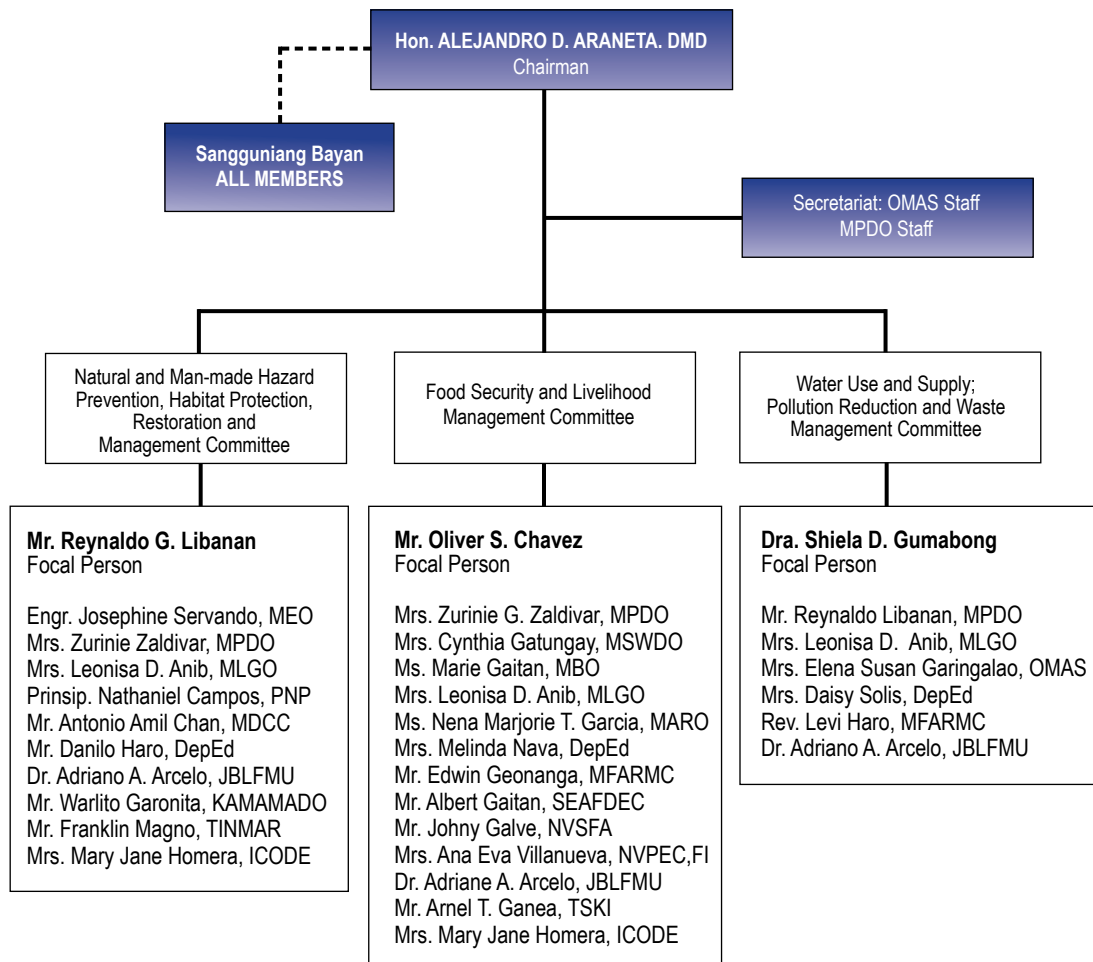 Hon. ALEJANDRO D. ARANETA. DMD
Chairman
Sangguniang Bayan
ALL MEMBERS
Secretariat: OMAS Staff
MPDO Staff
Natural and Man-made Hazard
Prevention, Habitat Protection,
Restoration and
Management Committee
Food Security and Livelihood
Management Committee
Water Use and Supply;
Pollution Reduction and Waste
Management Committee
Mr. Reynaldo G. Libanan
Focal Person
Engr. Josephine Servando, MEO
Mrs. Zurinie Zaldivar, MPDO
Mrs. Leonisa D. Anib, MLGO
Prinsip. Nathaniel Campos, PNP
Mr. Antonio Amil Chan, MDCC
Mr. Danilo Haro, DepEd
Dr. Adriano A. Arcelo, JBLFMU
Mr. Warlito Garonita, KAMAMADO
Mr. Franklin Magno, TINMAR
Mrs. Mary Jane Homera, ICODE
Mr. Oliver S. Chavez
Focal Person
Mrs. Zurinie G. Zaldivar, MPDO
Mrs. Cynthia Gatungay, MSWDO
Ms. Marie Gaitan, MBO
Mrs. Leonisa D. Anib, MLGO
Ms. Nena Marjorie T. Garcia, MARO
Mrs. Melinda Nava, DepEd
Mr. Edwin Geonanga, MFARMC
Mr. Albert Gaitan, SEAFDEC
Mr. Johny Galve, NVSFA
Mrs. Ana Eva Villanueva, NVPEC,FI
Dr. Adriane A. Arcelo, JBLFMU
Mr. Arnel T. Ganea, TSKI
Mrs. Mary Jane Homera, ICODE
Dra. Shiela D. Gumabong
Focal Person
Mr. Reynaldo Libanan, MPDO
Mrs. Leonisa D. Anib, MLGO
Mrs. Elena Susan Garingalao, OMAS
Mrs. Daisy Solis, DepEd
Rev. Levi Haro, MFARMC
Dr. Adriano A. Arcelo, JBLFMU